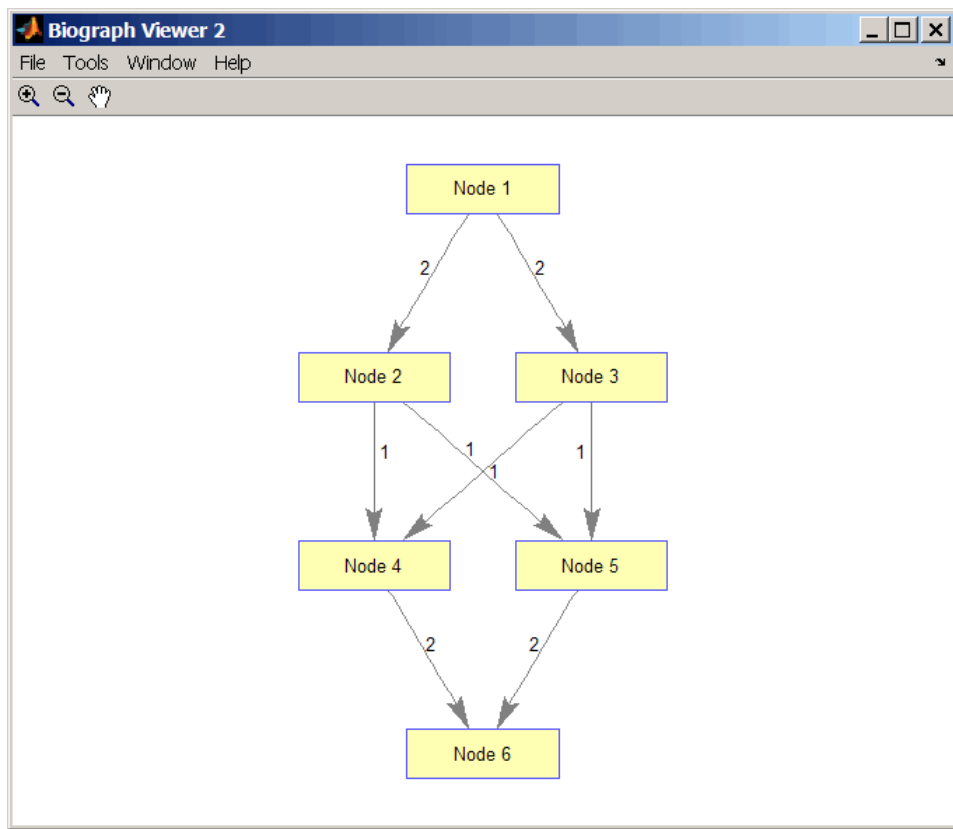 Biograph Viewer 2
File Tools Window Help
Node 1
2 2
Node 2 Node 3
1 1 1 1
Node 4 Node 5
2 2
Node 6